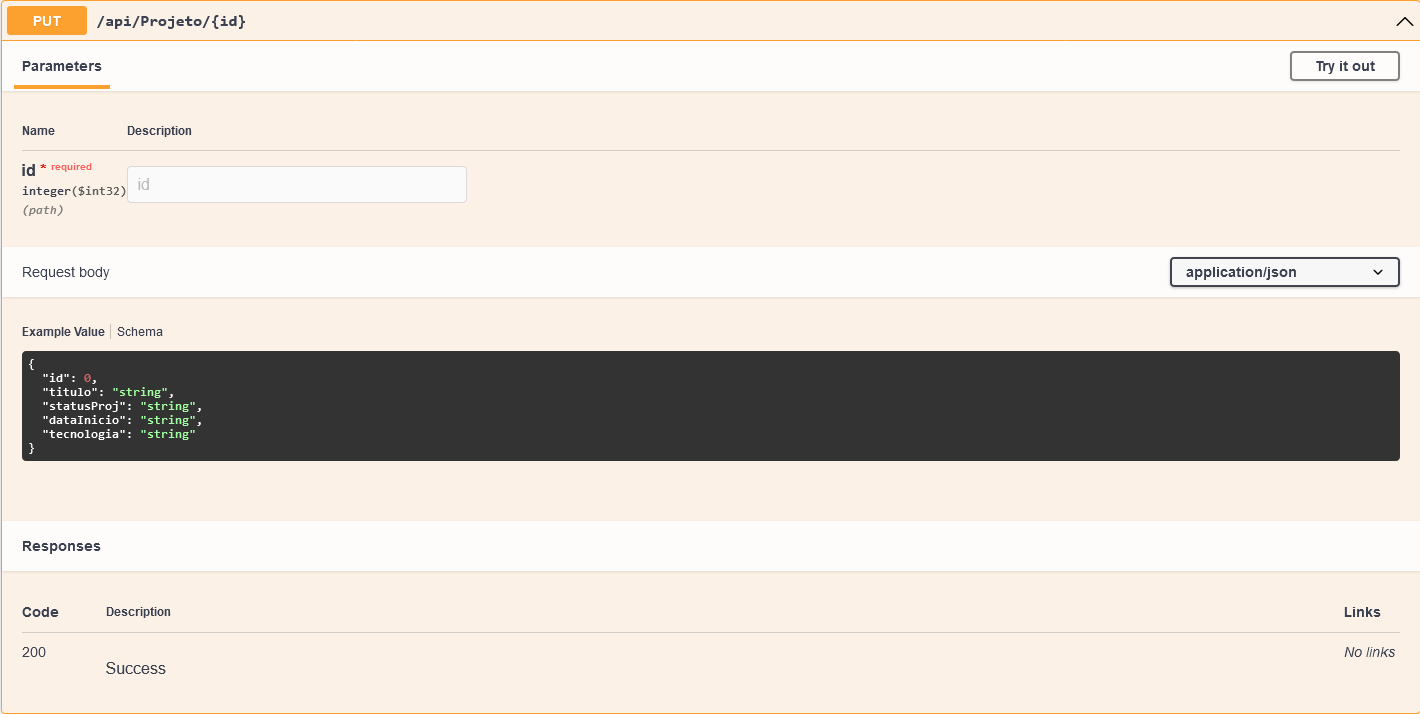 PUT /api/Projeto/{id}
Parameters Try it out
Name Description
id * required
integer($int32) id
(path)
Request body application/json
Example Value Schema
{
  "id": 0,
  "titulo": "string",
  "statusProj": "string",
  "dataInicio": "string",
  "tecnologia": "string"
}
Responses
Code Description Links
200 No links
Success